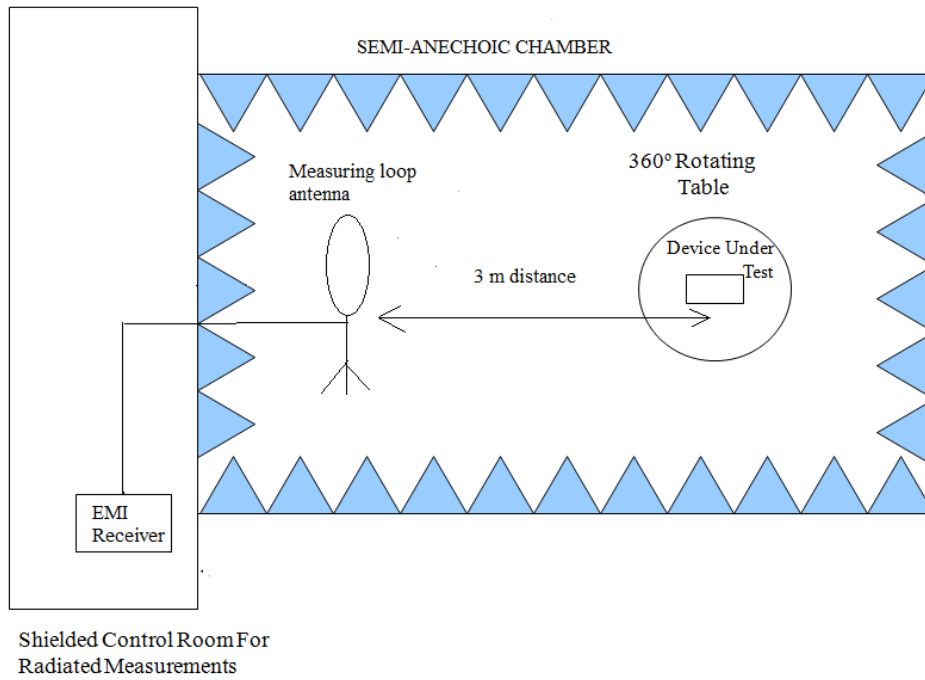 SEMI-ANECHOIC CHAMBER
Measuring loop
antenna
360° Rotating
Table
Device Under
Test
3 m distance
EMI
Receiver
Shielded Control Room For
Radiated Measurements